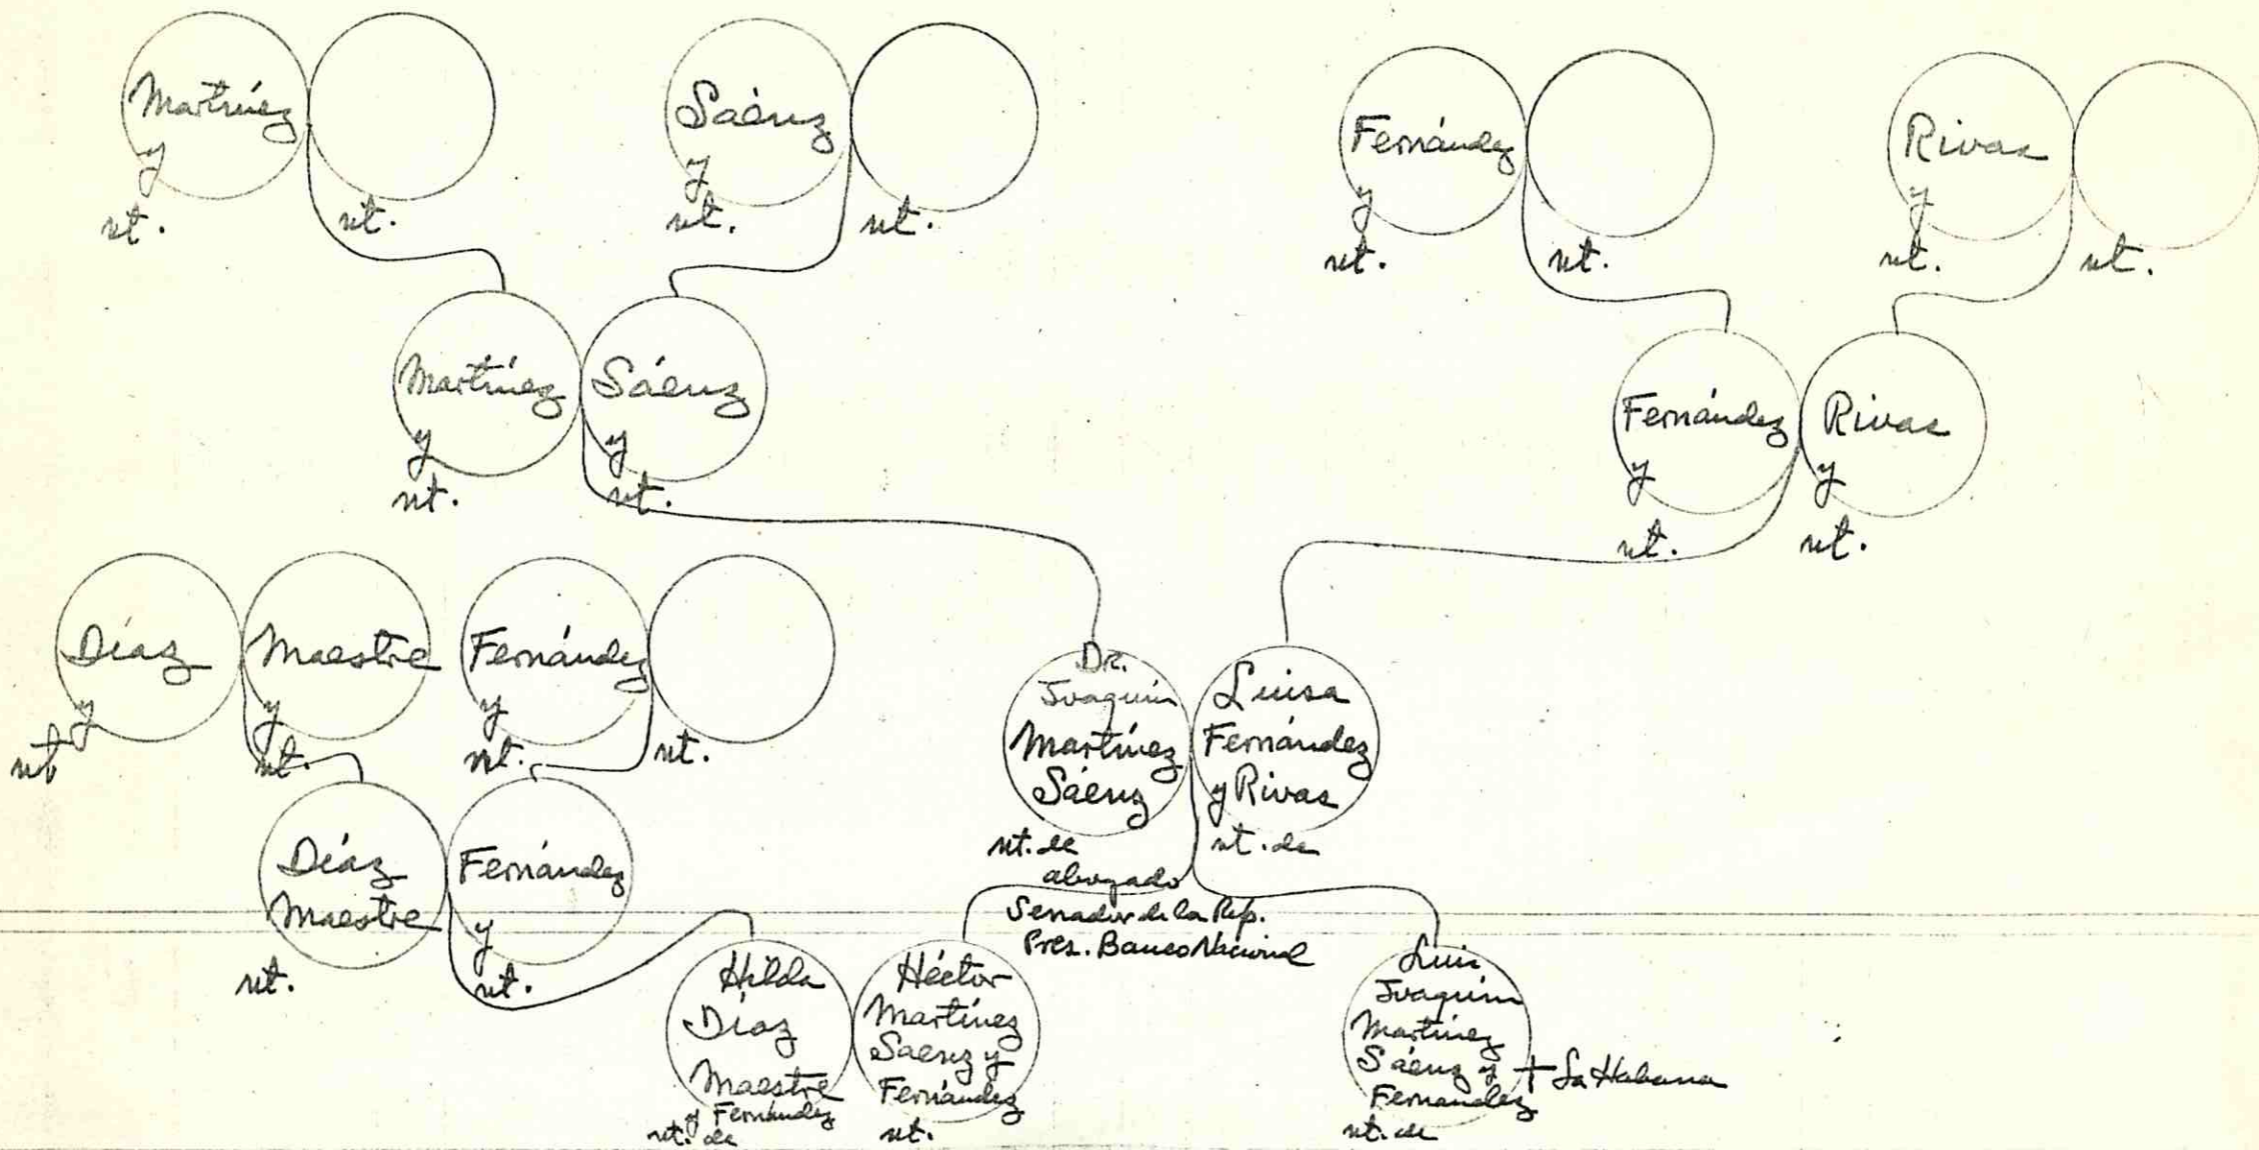 Martínez
y
nt.
nt.
Sáenz
y
nt.
nt.
Fernández
y
nt.
nt.
Rivas
y
nt.
nt.
Martínez
y
nt.
Sáenz
y
nt.
Fernández
y
nt.
Rivas
y
nt.
Díaz
y
nt
Maestre
y
nt.
Fernández
y
nt.
nt.
Dr.
Joaquín
Martínez
Sáenz
nt. de
abogado
Senador de la Rep.
Pres. Banco Nacional
Luisa
Fernández
y Rivas
nt. de
Díaz
Maestre
nt.
Fernández
y
nt.
Hilda
Díaz
Maestre
y Fernández
nt. de
Héctor
Martínez
Saenz y
Fernández
nt.
Luis
Joaquín
Martínez
Sáenz y
Fernandez
nt. de
+ La Habana